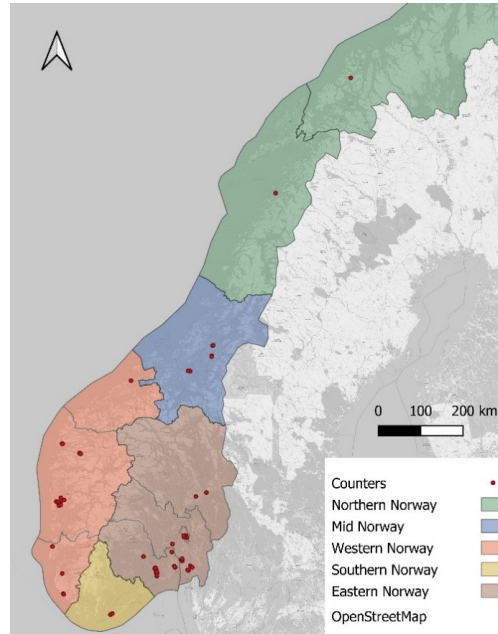 0 100 200 km
Counters
Northern Norway
Mid Norway
Western Norway
Southern Norway
Eastern Norway
OpenStreetMap